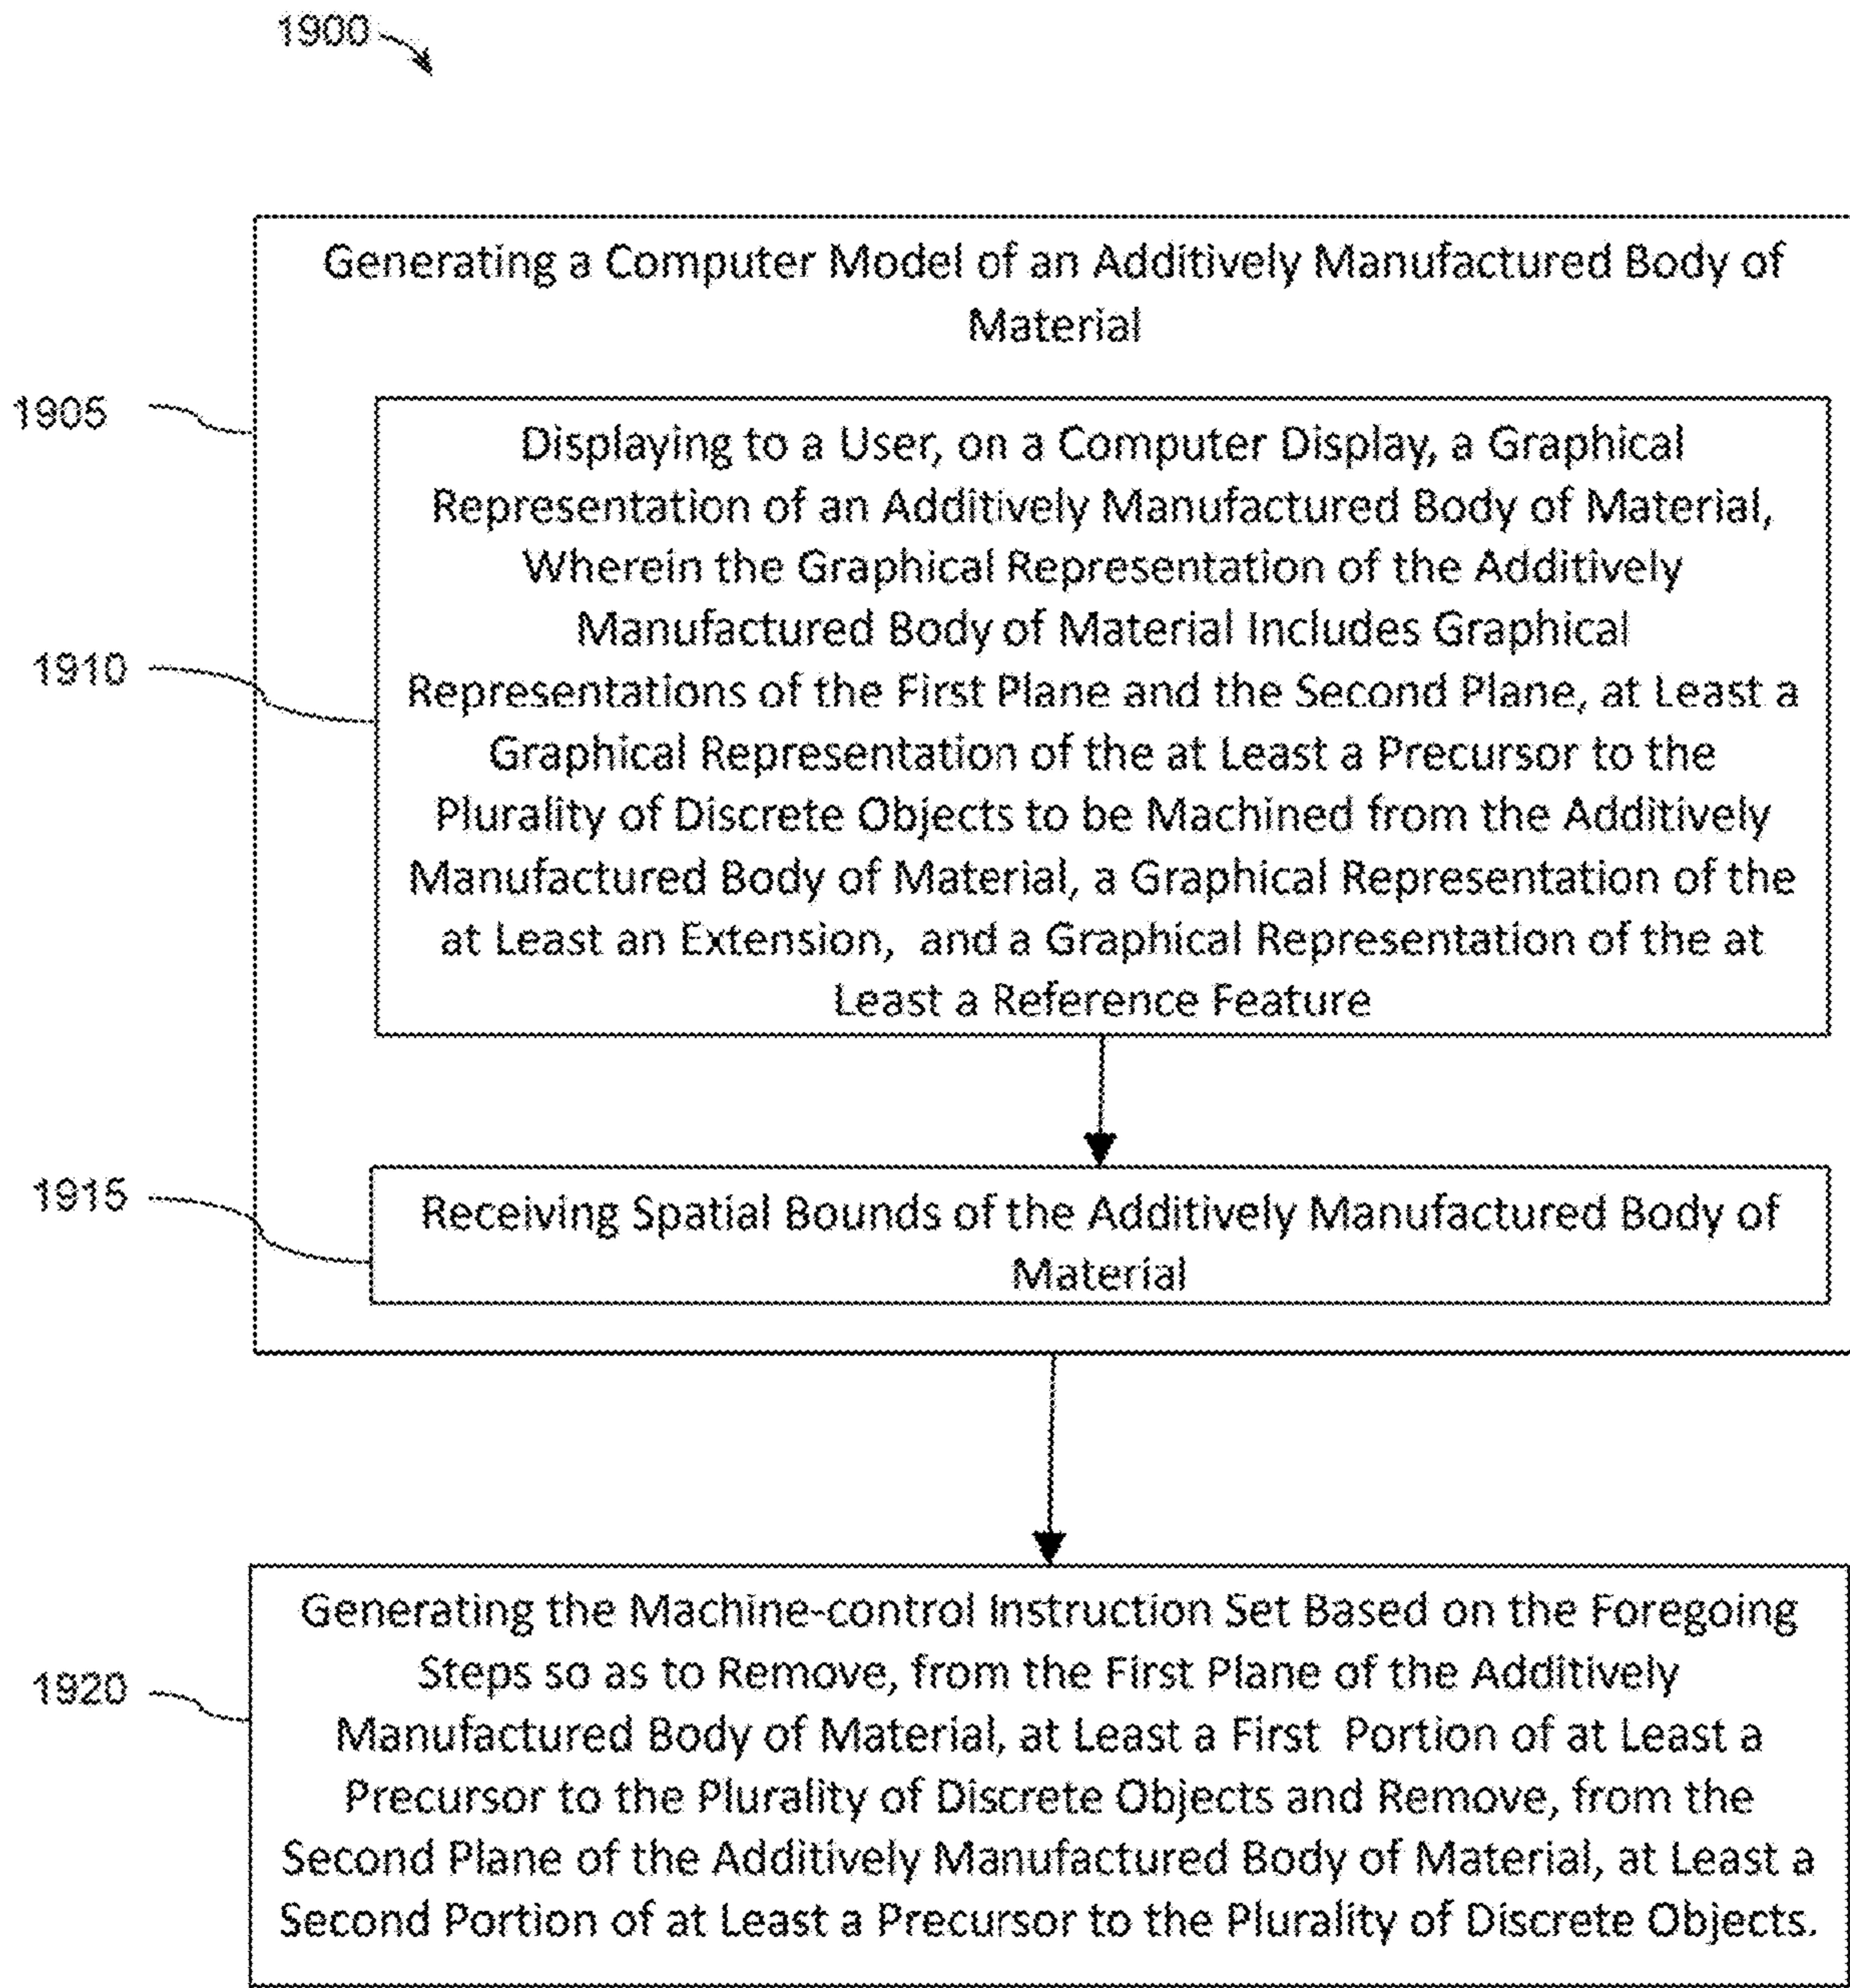 1900
Generating a Computer Model of an Additively Manufactured Body of
Material
1905
Displaying to a User, on a Computer Display, a Graphical
Representation of an Additively Manufactured Body of Material,
Wherein the Graphical Representation of the Additively
Manufactured Body of Material Includes Graphical
1910
Representations of the First Plane and the Second Plane, at Least a
Graphical Representation of the at Least a Precursor to the
Plurality of Discrete Objects to be Machined from the Additively
Manufactured Body of Material, a Graphical Representation of the
at Least an Extension, and a Graphical Representation of the at
Least a Reference Feature
1915
Receiving Spatial Bounds of the Additively Manufactured Body of
Material
Generating the Machine-control Instruction Set Based on the Foregoing
Steps so as to Remove, from the First Plane of the Additively
1920
Manufactured Body of Material, at Least a First Portion of at Least a
Precursor to the Plurality of Discrete Objects and Remove, from the
Second Plane of the Additively Manufactured Body of Material, at Least a
Second Portion of at Least a Precursor to the Plurality of Discrete Objects.